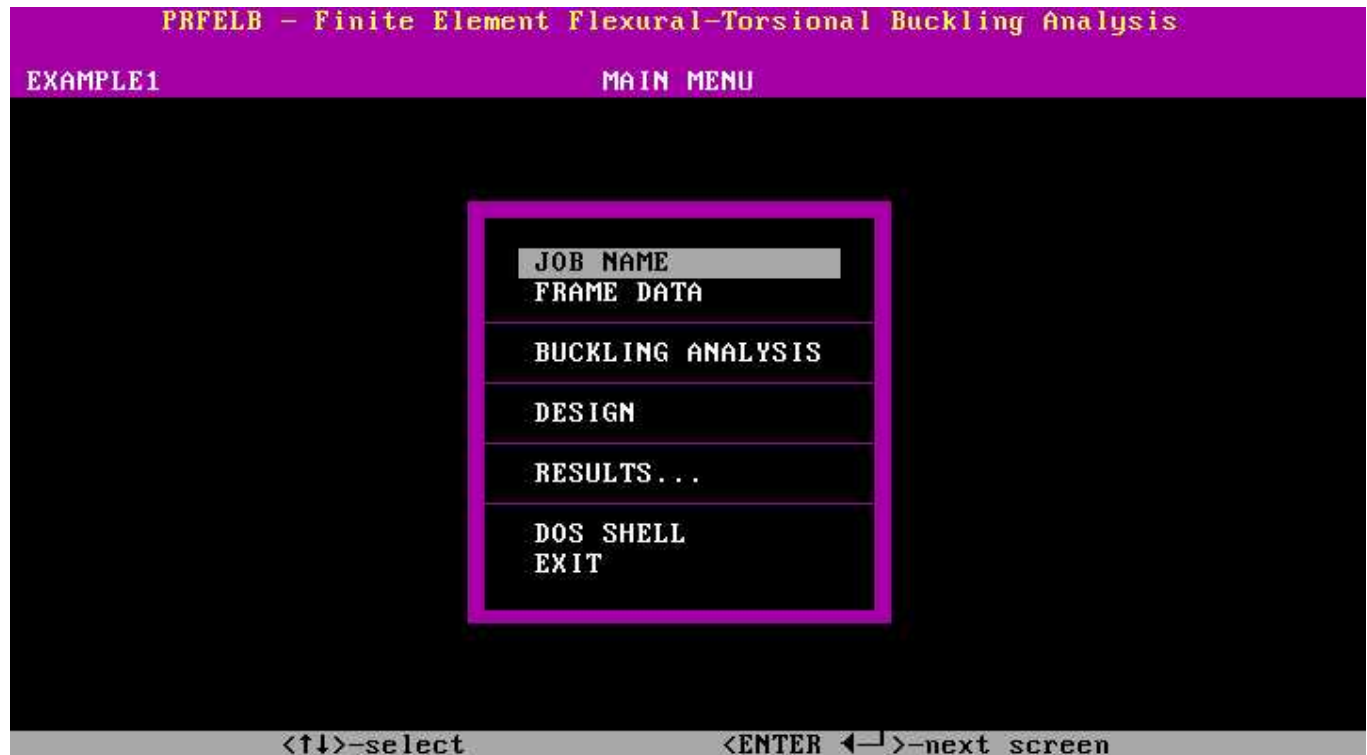 PRFELB - Finite Element Flexural-Torsional Buckling Analysis
EXAMPLE1 MAIN MENU
JOB NAME
FRAME DATA
BUCKLING ANALYSIS
DESIGN
RESULTS...
DOS SHELL
EXIT
<↑↓>-select <ENTER ◄─┘>-next screen